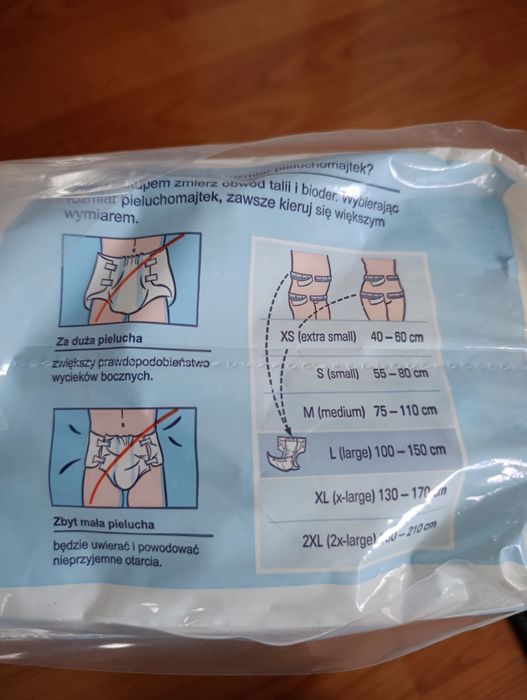 rozmiar pieluchomajtek?
zmierz obwód talii i bioder. Wybierając
rozmiar pieluchomajtek, zawsze kieruj się większym
wymiarem.
Za duża pielucha
zwiększy prawdopodobieństwo
wycieków bocznych.
Zbyt mała pielucha
będzie uwierać i powodować
nieprzyjemne otarcia.
XS (extra small) 40 – 60 cm
S (small) 55 – 80 cm
M (medium) 75 – 110 cm
L (large) 100 – 150 cm
XL (x-large) 130 – 170 cm
2XL (2x-large) – 210 cm